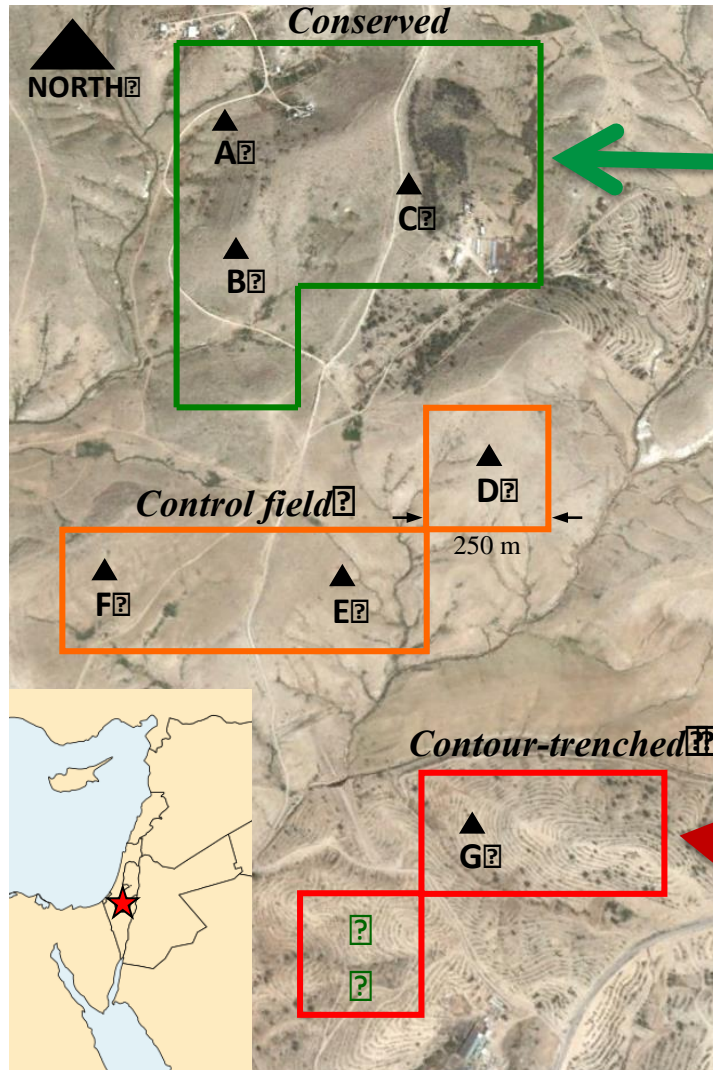 Conserved
NORTH⍰
A⍰
C⍰
B⍰
D⍰
Control field⍰
250 m
F⍰
E⍰
Contour-trenched⍰⍰
G⍰
⍰
⍰